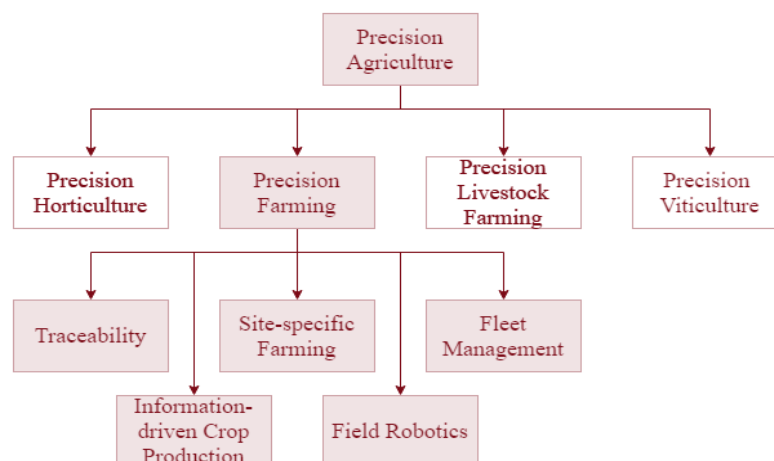 Precision
Agriculture
Precision
Horticulture
Precision
Farming
Precision
Livestock
Farming
Precision
Viticulture
Traceability
Site-specific
Farming
Fleet
Management
Information-
driven Crop
Production
Field Robotics